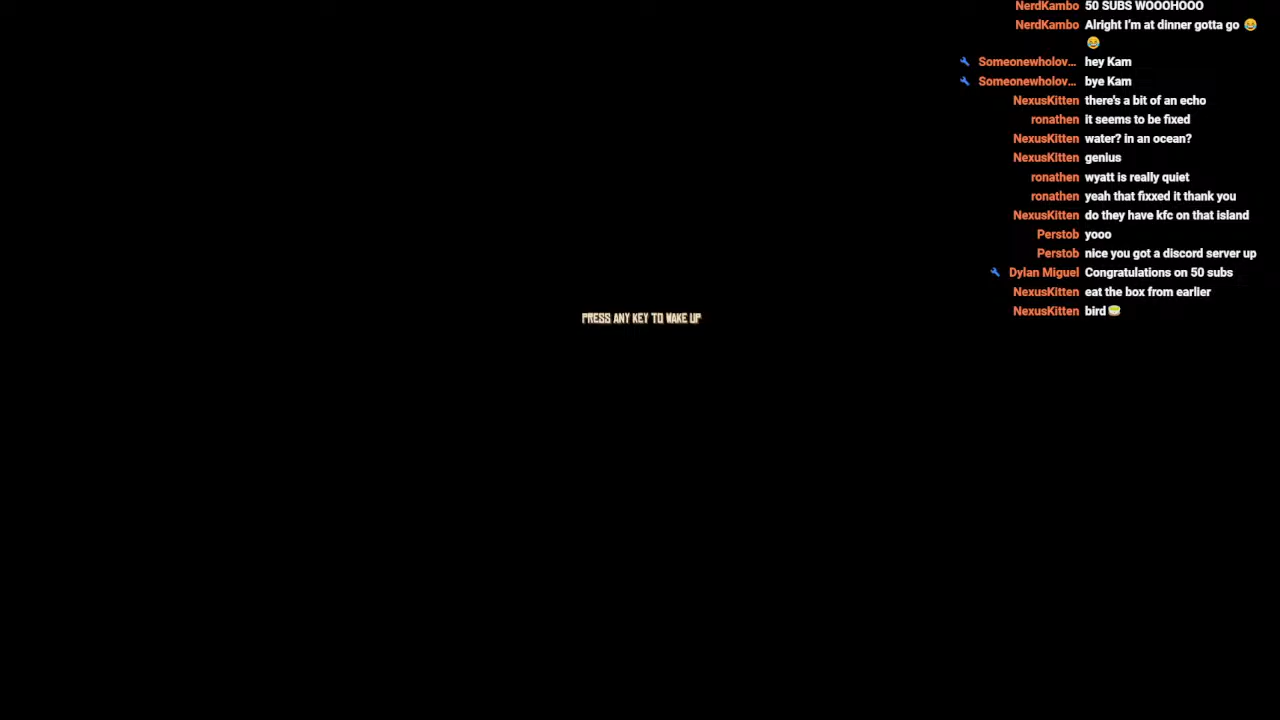 NerdKambo 50 SUBS WOOOHOOO
NerdKambo Alright I'm at dinner gotta go 😂
😂
Someonewholov... hey Kam
Someonewholov... bye Kam
NexusKitten there's a bit of an echo
ronathen it seems to be fixed
NexusKitten water? in an ocean?
NexusKitten genius
ronathen wyatt is really quiet
ronathen yeah that fixxed it thank you
NexusKitten do they have kfc on that island
Perstob yooo
Perstob nice you got a discord server up
Dylan Miguel Congratulations on 50 subs
NexusKitten eat the box from earlier
NexusKitten bird🍵
PRESS ANY KEY TO WAKE UP